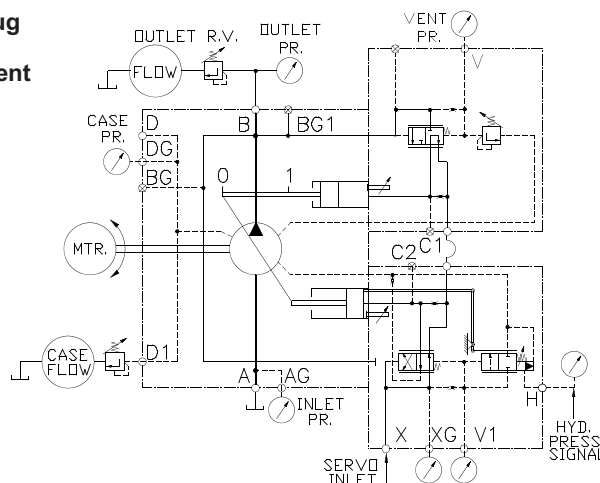 ug
ent
OUTLET R.V.
OUTLET
PR.
VENT
PR.
FLOW
V
CASE
PR.
D
DG
BG
B
BG1
0
1
MTR.
C1
C2
CASE
FLOW
D1
A
AG
INLET
PR.
H
HYD.
PRESS
SIGNAL
X
XG
V1
SERVO
INLET